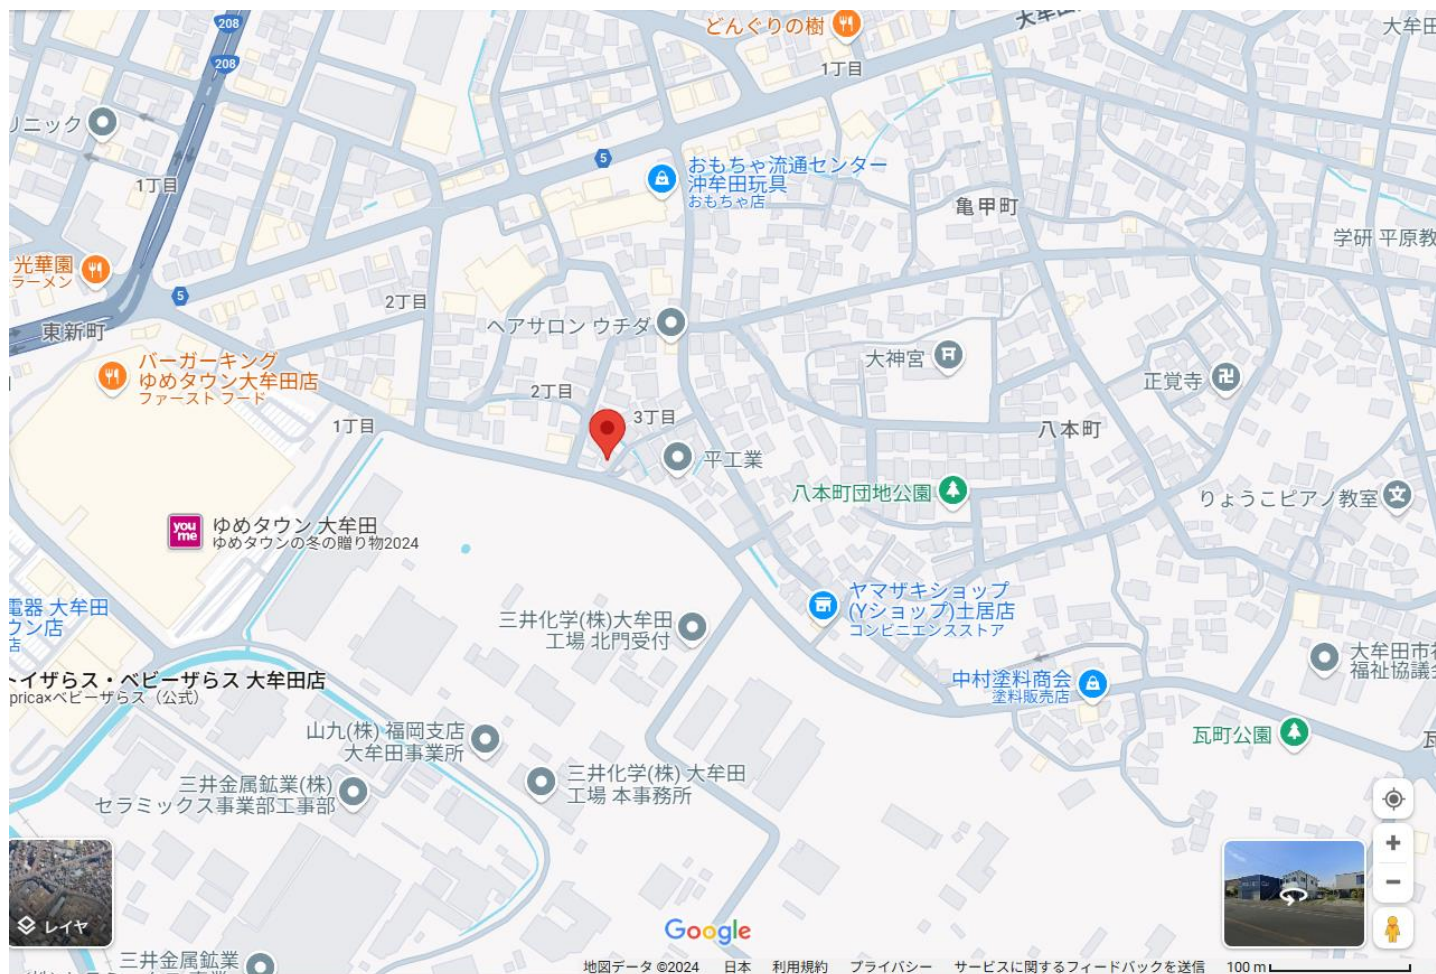 208
どんぐりの樹
大牟田
208
1丁目
リニック
5
おもちゃ流通センター
沖牟田玩具
おもちゃ店
1丁目
亀甲町
学研 平原教
光華園
ラーメン
5
2丁目
東新町
ヘアサロン ウチダ
大神宮
バーガーキング
ゆめタウン大牟田店
ファースト フード
正覚寺
2丁目
3丁目
1丁目
八本町
平工業
八本町団地公園
りょうこピアノ教室
you
me
ゆめタウン 大牟田
ゆめタウンの冬の贈り物2024
ヤマザキショップ
(Yショップ)土居店
コンビニエンスストア
電器 大牟田
ウン店
店
三井化学(株)大牟田
工場 北門受付
大牟田市社
福祉協議会
トイザらス・ベビーザらス 大牟田店
prica×ベビーザらス（公式）
中村塗料商会
塗料販売店
山九(株) 福岡支店
大牟田事業所
瓦町公園
瓦
三井金属鉱業(株)
セラミックス事業部工事部
三井化学(株) 大牟田
工場 本事務所
レイヤ
Google
三井金属鉱業
地図データ ©2024 日本 利用規約 プライバシー サービスに関するフィードバックを送信 100 m